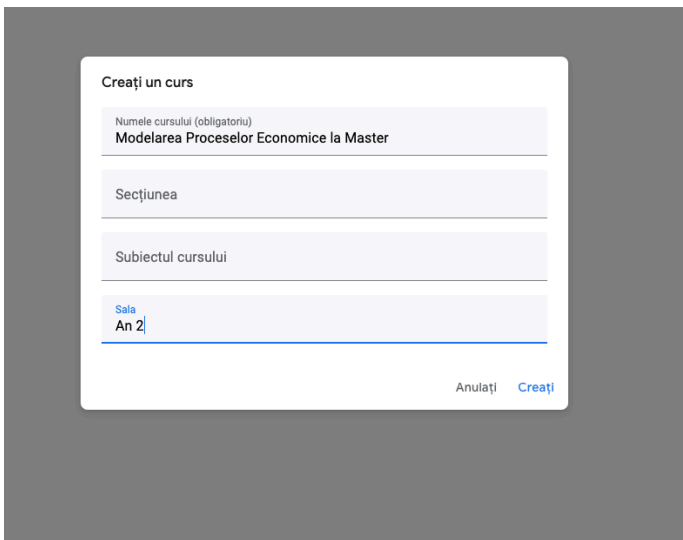 Creați un curs
Numele cursului (obligatoriu)
Modelarea Proceselor Economice la Master
Secțiunea
Subiectul cursului
Sala
An 2
Anulați Creați